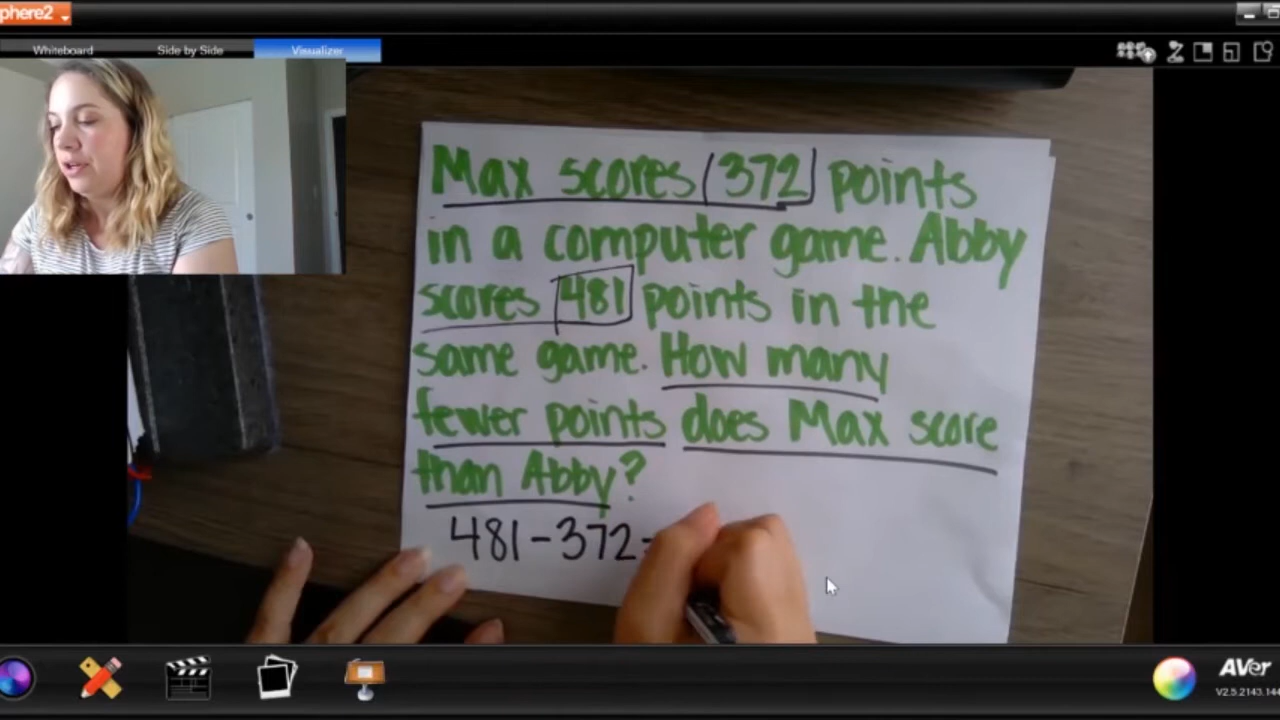 phere2
Whiteboard Side by Side Visualizer
Max scores 372 points
in a computer game. Abby
scores 481 points in the
same game. How many
fewer points does Max score
than Abby?
481-372=
AVer